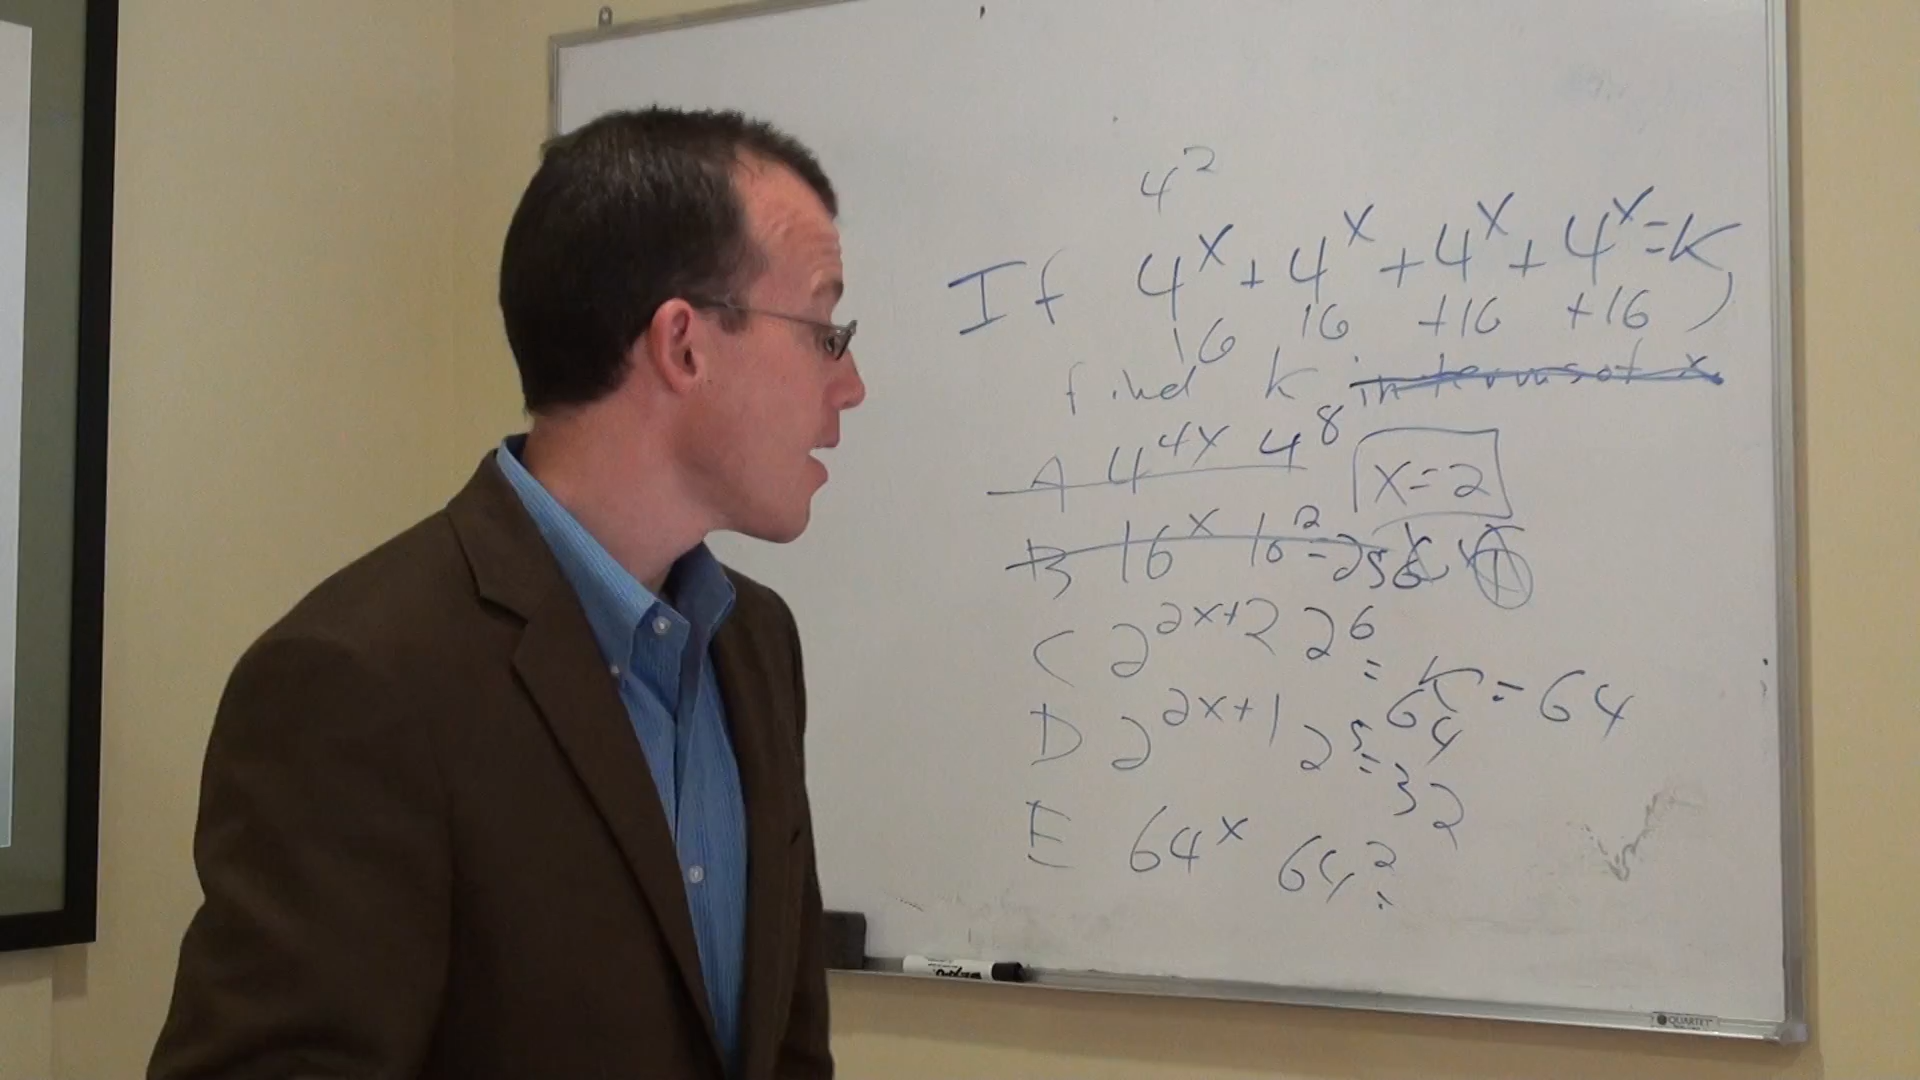 4²
If 4ˣ + 4ˣ + 4ˣ + 4ˣ = K,
16 16 +16 +16
find K in terms of x
A 4⁴ˣ 4⁸
x = 2
B 16ˣ 16² = 256
C 2²ˣ⁺² 2⁶ = 64
K = 64
D 2²ˣ⁺¹ 2⁵ = 32
E 64ˣ 64² =
QUARTET